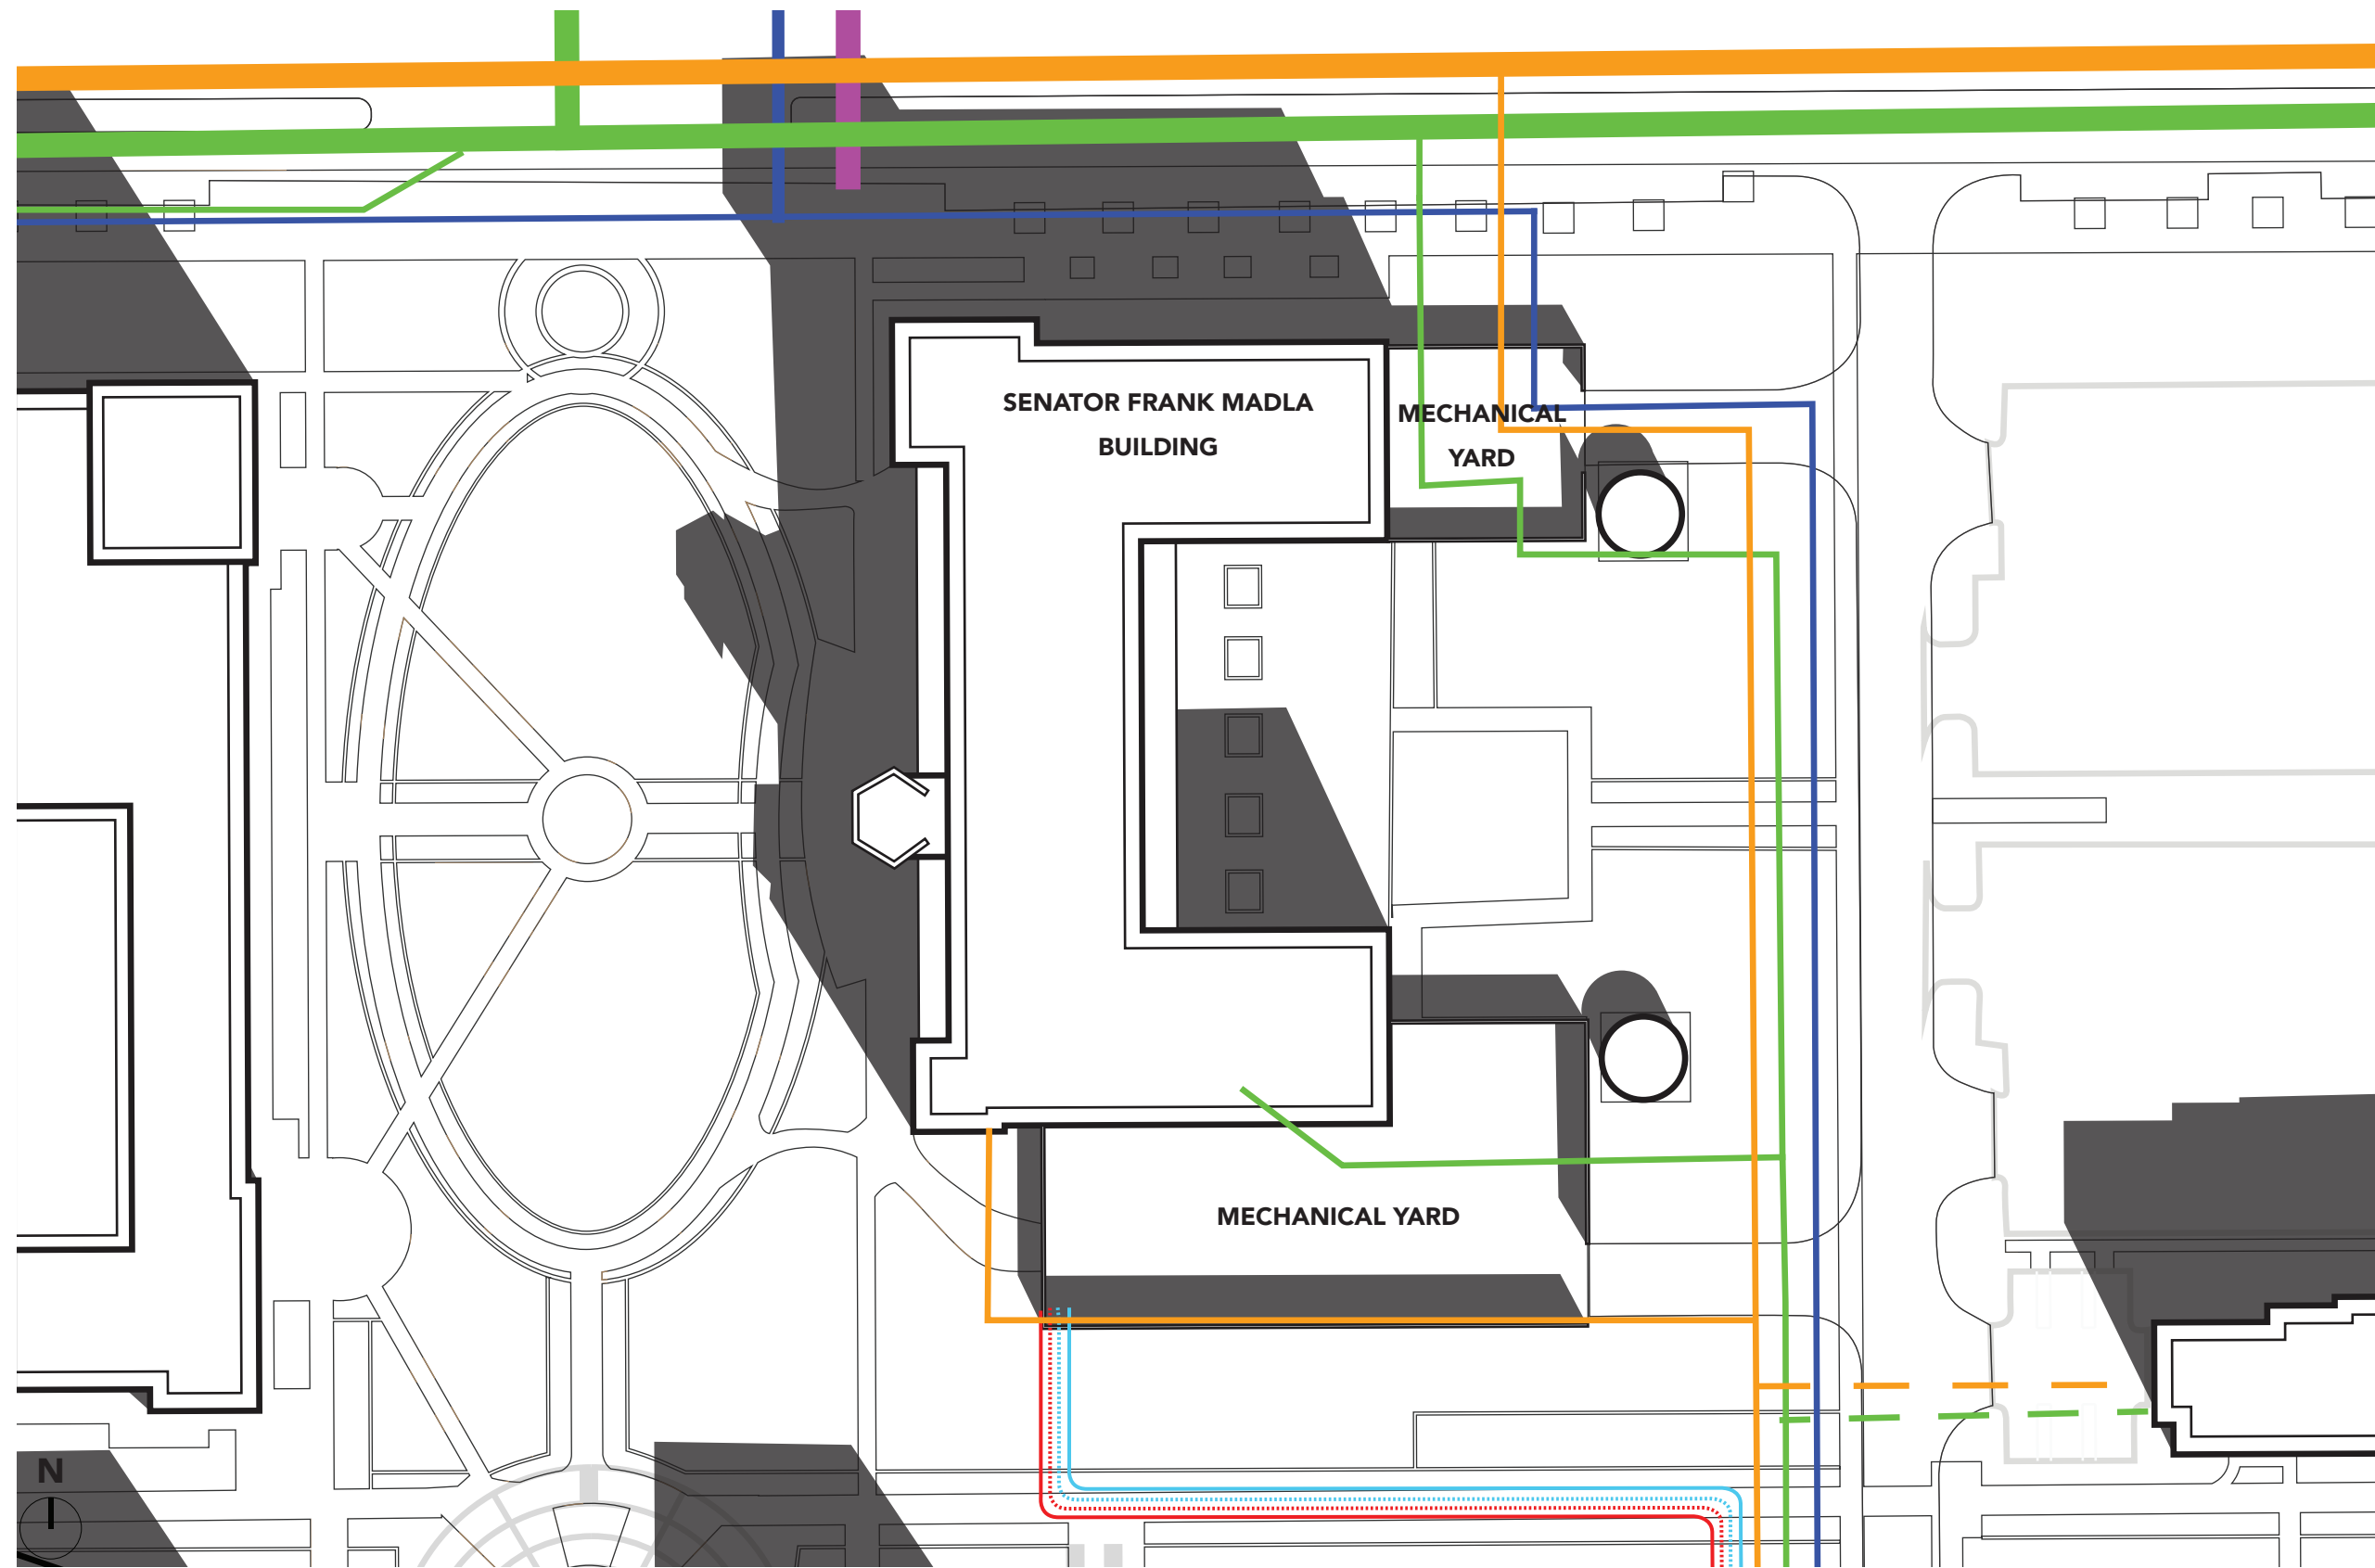 SENATOR FRANK MADLA
BUILDING
MECHANICAL
YARD
MECHANICAL YARD
N